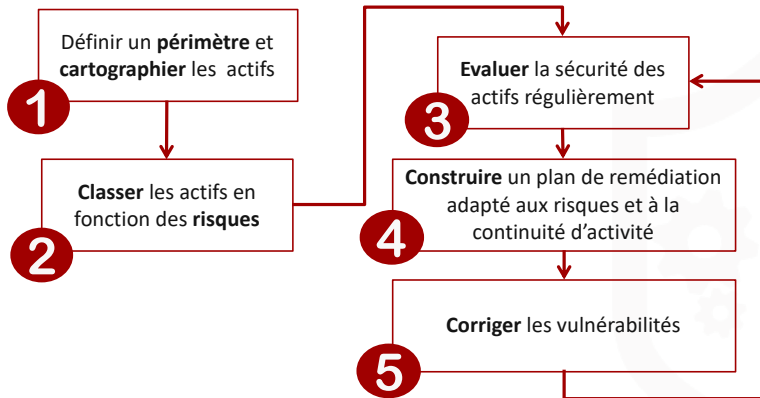 Définir un périmètre et
cartographier les actifs
1
Classer les actifs en
fonction des risques
2
Evaluer la sécurité des
actifs régulièrement
3
Construire un plan de remédiation
adapté aux risques et à la
continuité d’activité
4
Corriger les vulnérabilités
5